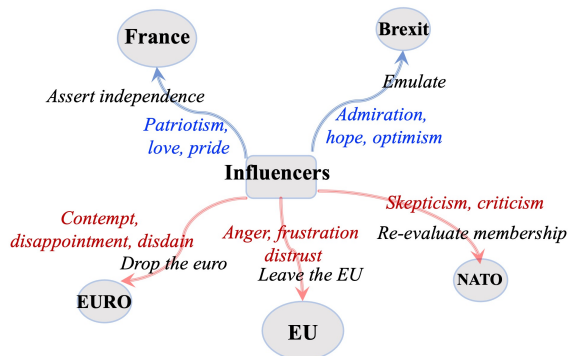 France
Brexit
Emulate
Assert independence
Patriotism,
love, pride
Admiration,
hope, optimism
Influencers
Contempt,
disappointment, disdain
Drop the euro
Anger, frustration
distrust
Leave the EU
Skepticism, criticism
Re-evaluate membership
EURO
EU
NATO